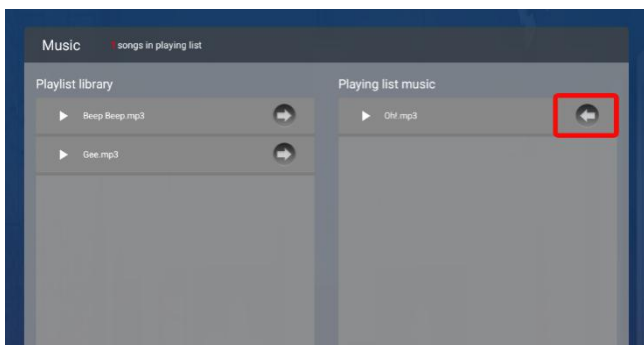 Music songs in playing list
Playlist library
Playing list music
Beep Beep.mp3
Oh!.mp3
Gee.mp3